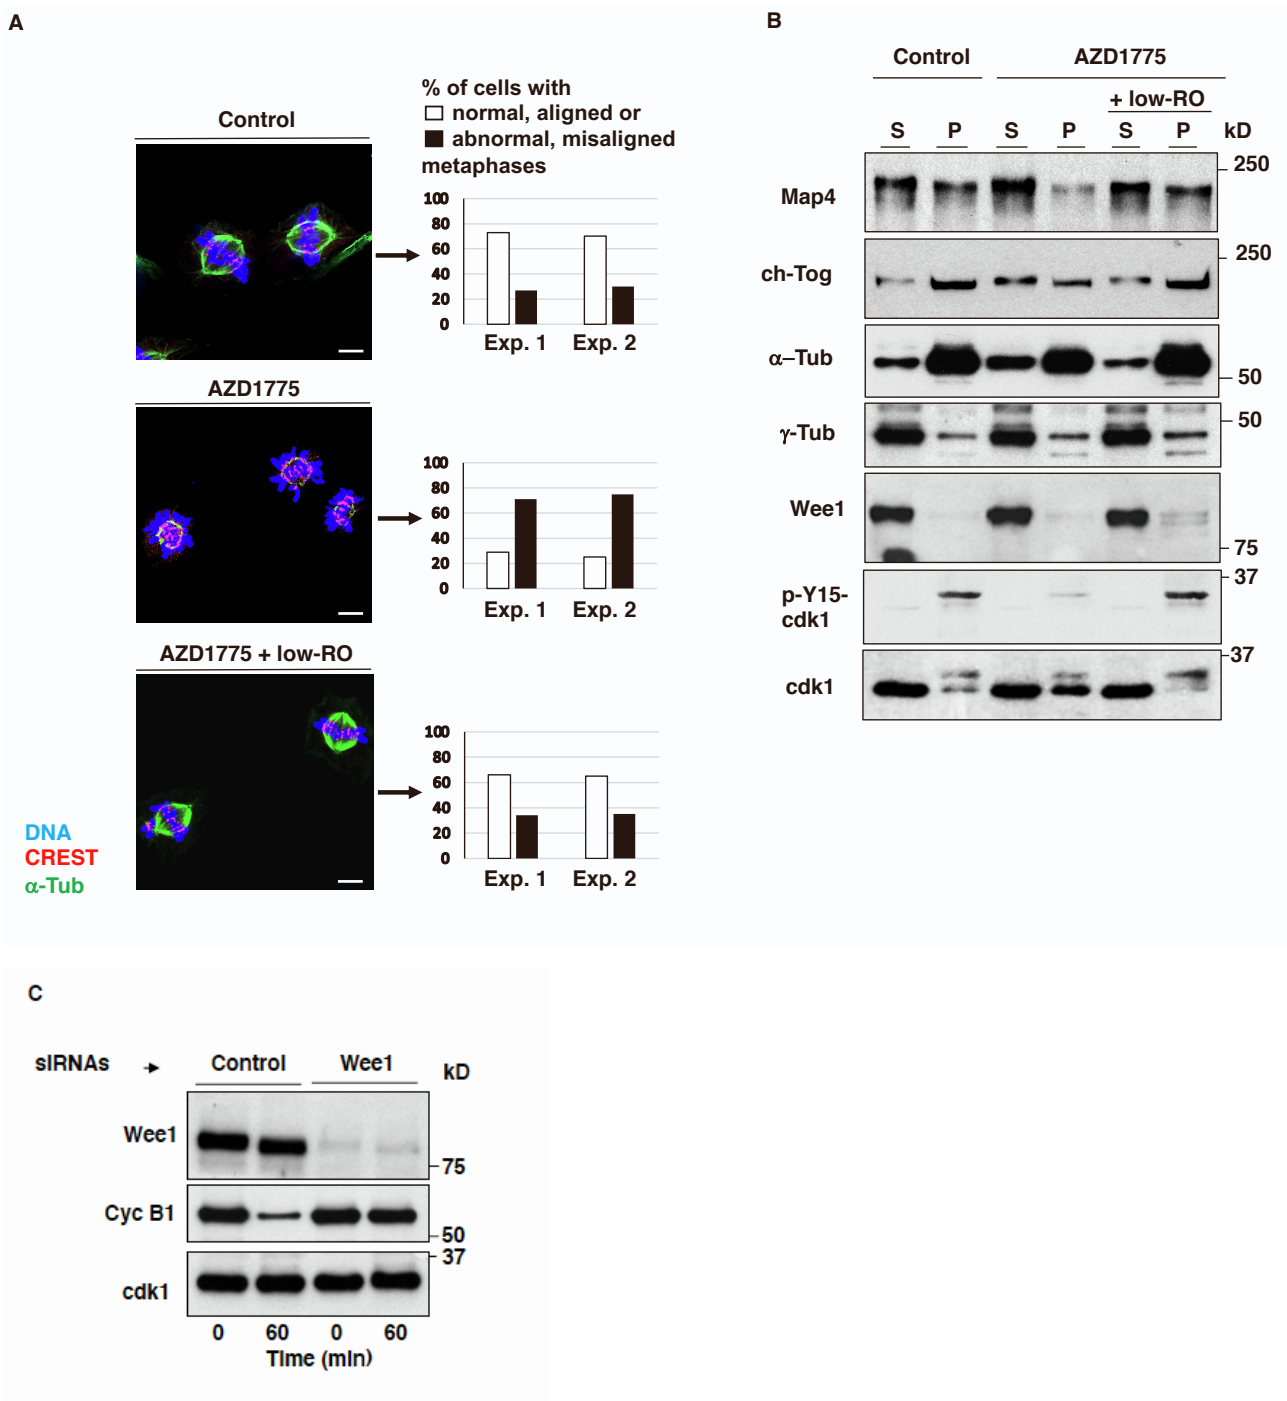 A
Control
% of cells with
normal, aligned or
abnormal, misaligned
metaphases
100
80
60
40
20
0
Exp. 1 Exp. 2
AZD1775
100
80
60
40
20
0
Exp. 1 Exp. 2
AZD1775 + low-RO
100
80
60
40
20
0
Exp. 1 Exp. 2
DNA
CREST
α-Tub
B
Control AZD1775
+ low-RO
S P S P S P kD
Map4 250
ch-Tog 250
α–Tub 50
γ-Tub 50
Wee1 75
p-Y15-
cdk1
37
cdk1 37
C
siRNAs Control Wee1 kD
Wee1 75
Cyc B1 50
cdk1 37
0 60 0 60
Time (min)